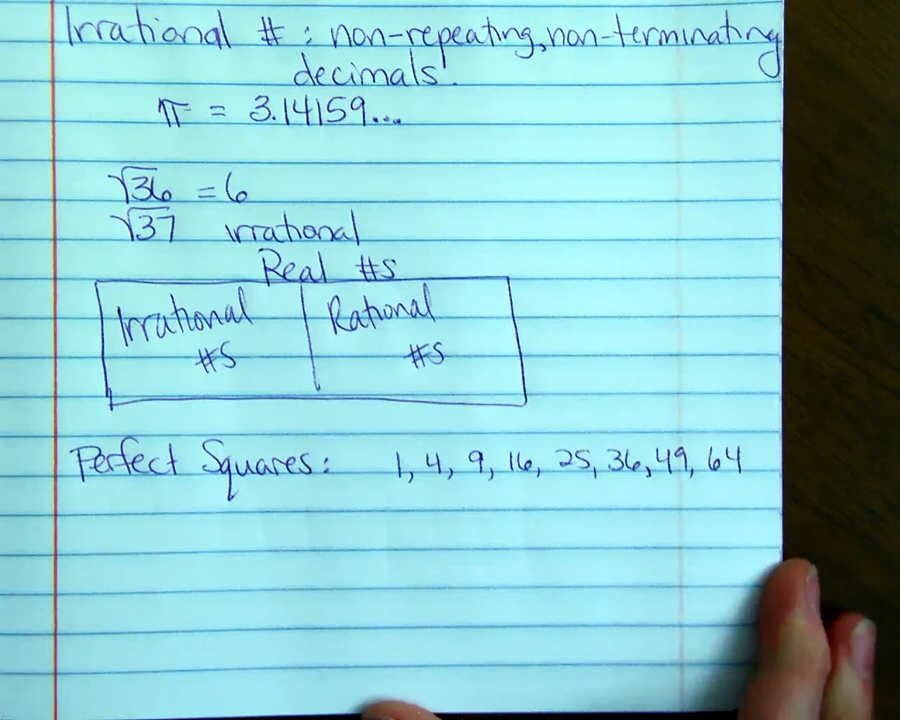 Irrational # : non-repeating, non-terminating
decimals.
π = 3.14159...
√36 = 6
√37 irrational
Real #s
Irrational Rational
#s #s
Perfect Squares: 1, 4, 9, 16, 25, 36, 49, 64